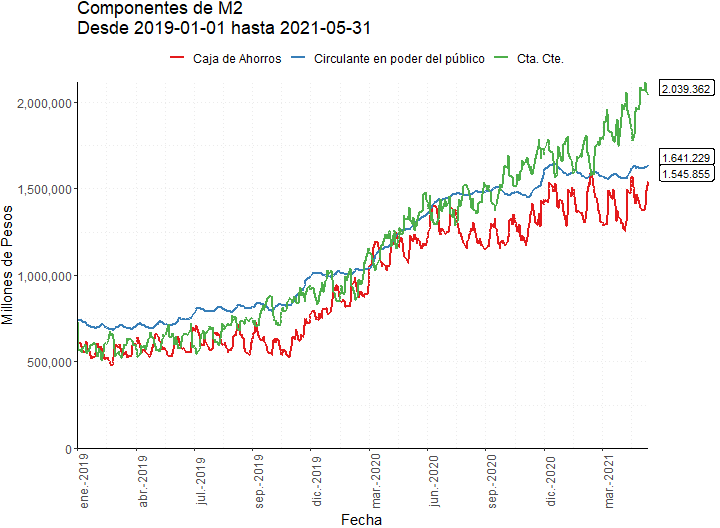 Componentes de M2
Desde 2019-01-01 hasta 2021-05-31
Caja de Ahorros Circulante en poder del público Cta. Cte.
Millones de Pesos
2,000,000
1,500,000
1,000,000
500,000
0
2.039.362
1.641.229
1.545.855
ene.-2019
abr.-2019
jul.-2019
sep.-2019
dic.-2019
mar.-2020
jun.-2020
sep.-2020
dic.-2020
mar.-2021
Fecha